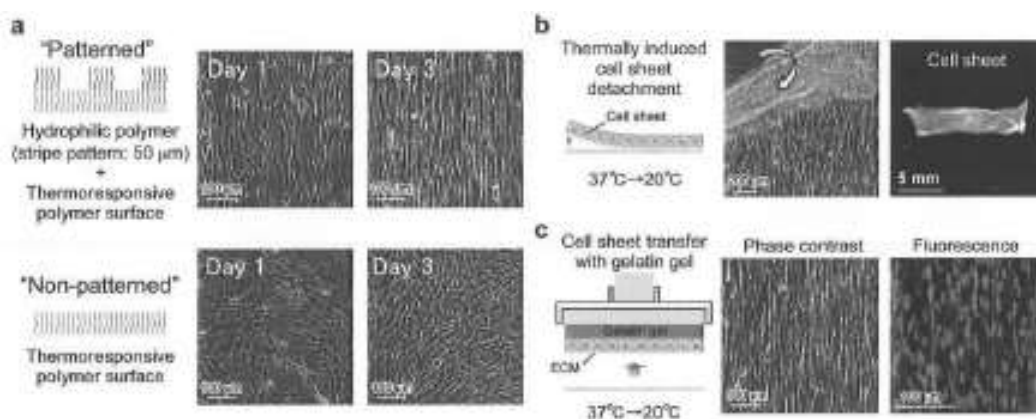 a
"Patterned"
Hydrophilic polymer
(stripe pattern: 50 μm)
+
Thermoresponsive
polymer surface
Day 1
Day 3
"Non-patterned"
Thermoresponsive
polymer surface
Day 1
Day 3
b
Thermally induced
cell sheet
detachment
Cell sheet
37°C→20°C
Cell sheet
5 mm
c
Cell sheet transfer
with gelatin gel
Gelatin gel
ECM
37°C→20°C
Phase contrast
Fluorescence